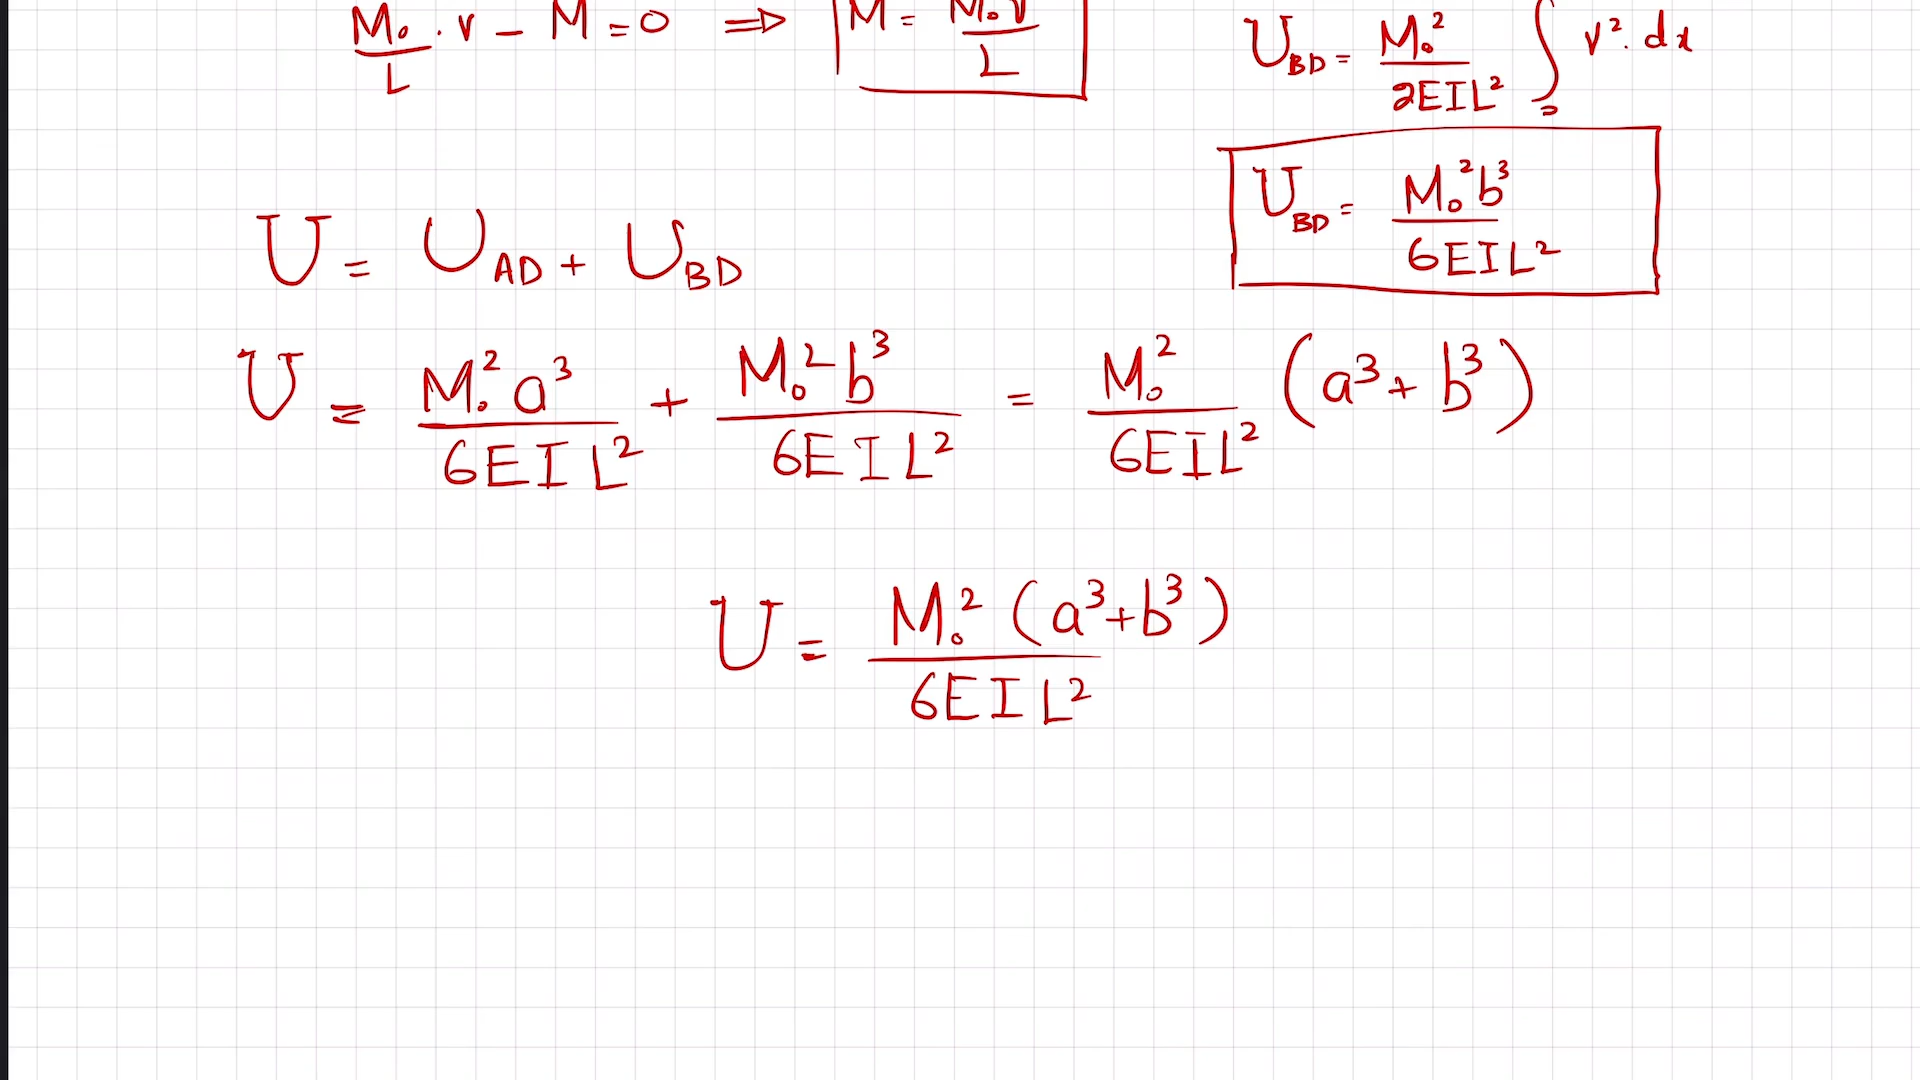 M₀/L · v − M = 0 ⇒ M = M₀v/L
U_BD = M₀²/2EIL² ∫₀ v². dx
U_BD = M₀²b³/6EIL²
U = U_AD + U_BD
U = M₀²a³/6EIL² + M₀²b³/6EIL² = M₀²/6EIL² (a³ + b³)
U = M₀²(a³+b³)/6EIL²